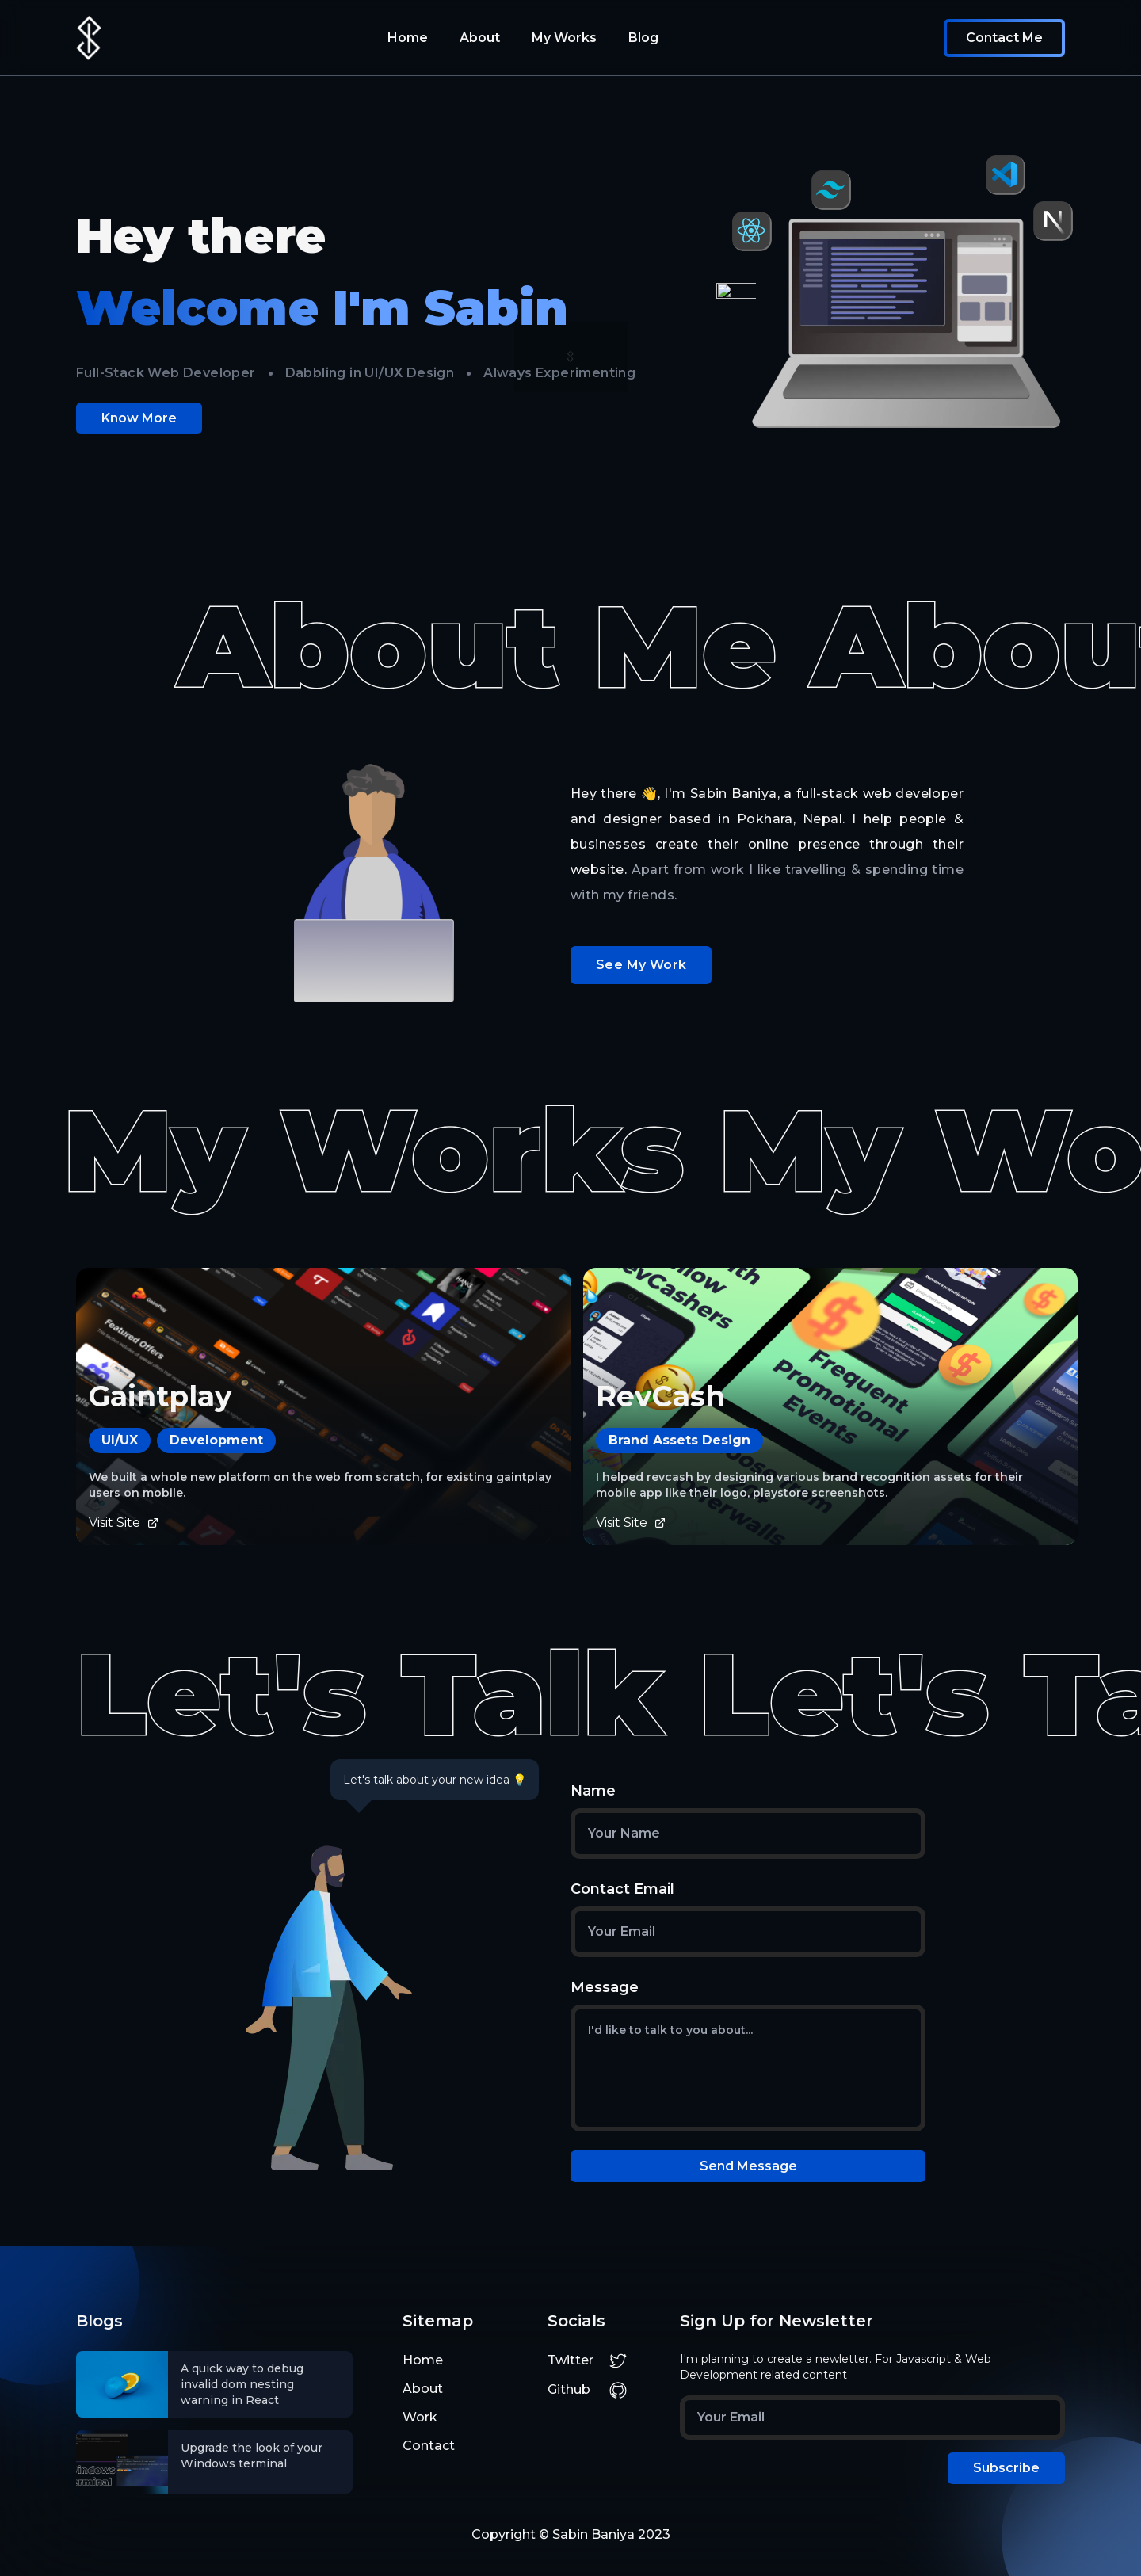 Home About My Works Blog Contact Me
Hey there
Welcome I'm Sabin
Full-Stack Web Developer • Dabbling in UI/UX Design • Always Experimenting
Know More
About Me Abou
Hey there 👋, I'm Sabin Baniya, a full-stack web developer
and designer based in Pokhara, Nepal. I help people &
businesses create their online presence through their
website. Apart from work I like travelling & spending time
with my friends.
See My Work
My Works My Wo
Gaintplay
UI/UX Development
We built a whole new platform on the web from scratch, for existing gaintplay
users on mobile.
Visit Site
Featured Offers
RevCash
Brand Assets Design
I helped revcash by designing various brand recognition assets for their
mobile app like their logo, playstore screenshots.
Visit Site
Frequent
Promotional
Events
Let's Talk Let's Ta
Let's talk about your new idea 💡
Name
Your Name
Contact Email
Your Email
Message
I'd like to talk to you about...
Send Message
Blogs
A quick way to debug
invalid dom nesting
warning in React
Upgrade the look of your
Windows terminal
Sitemap
Home
About
Work
Contact
Socials
Twitter
Github
Sign Up for Newsletter
I'm planning to create a newletter. For Javascript & Web
Development related content
Your Email
Subscribe
Copyright © Sabin Baniya 2023